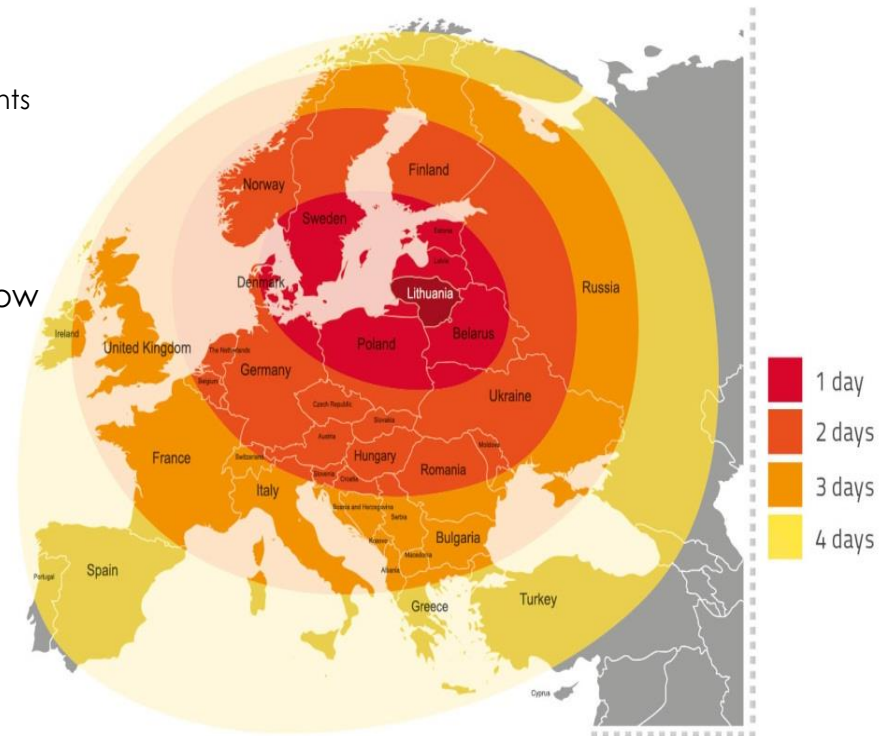 nts
ow
Norway
Finland
Sweden
Estonia
Latvia
Denmark
Lithuania
Russia
Ireland
United Kingdom
The Netherlands
Belgium
Germany
Poland
Belarus
Czech Republic
Ukraine
Slovakia
Austria
Moldova
France
Switzerland
Hungary
Romania
Slovenia
Croatia
Italy
Bosnia and Herzegovina
Serbia
Kosovo
Bulgaria
Macedonia
Albania
Portugal
Spain
Greece
Turkey
Cyprus
1 day
2 days
3 days
4 days